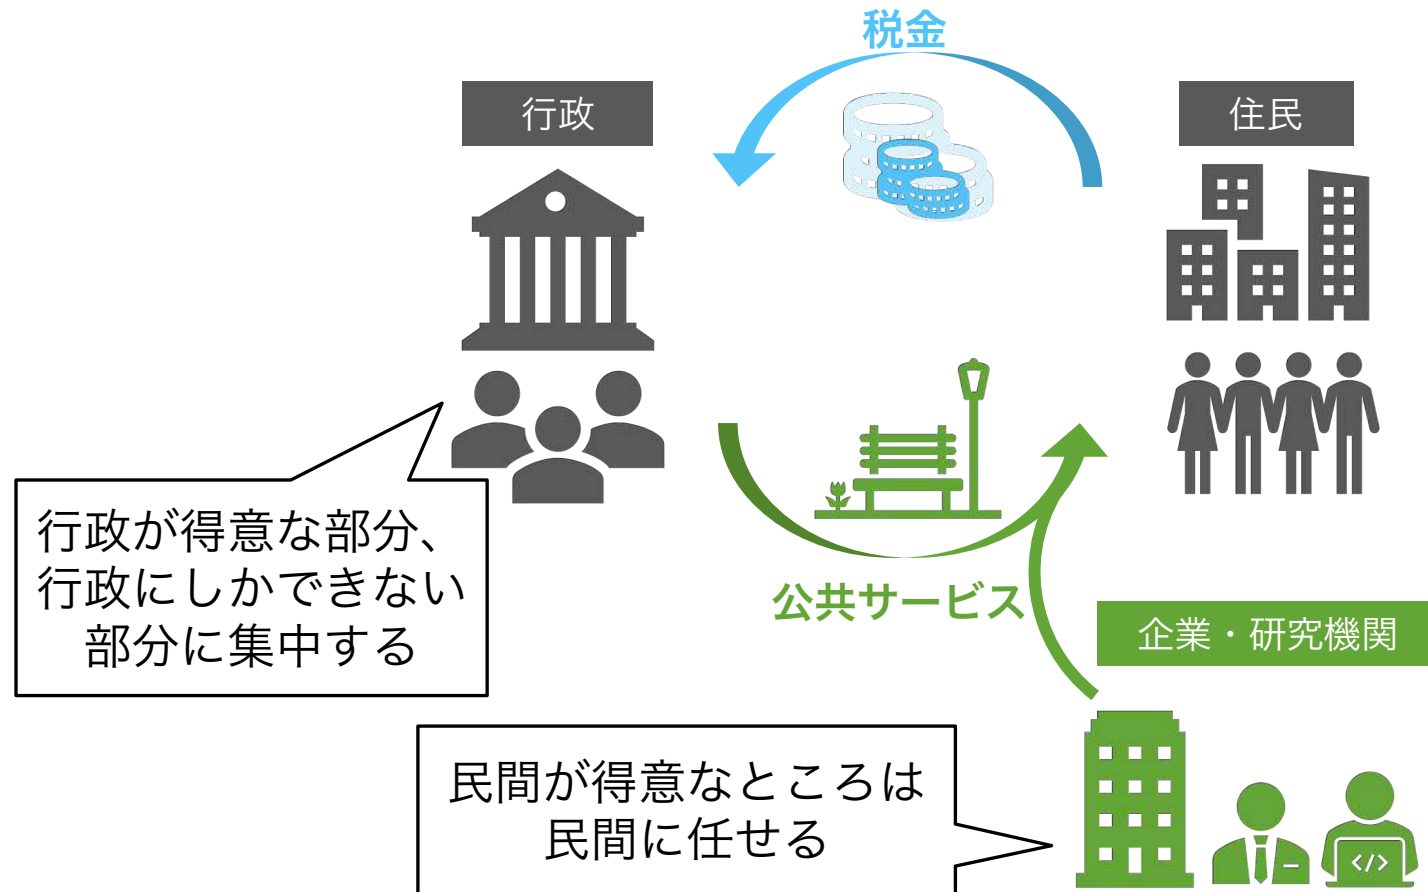 税金
行政
住民
行政が得意な部分、
行政にしかできない
部分に集中する
公共サービス
企業・研究機関
民間が得意なところは
民間に任せる
</>